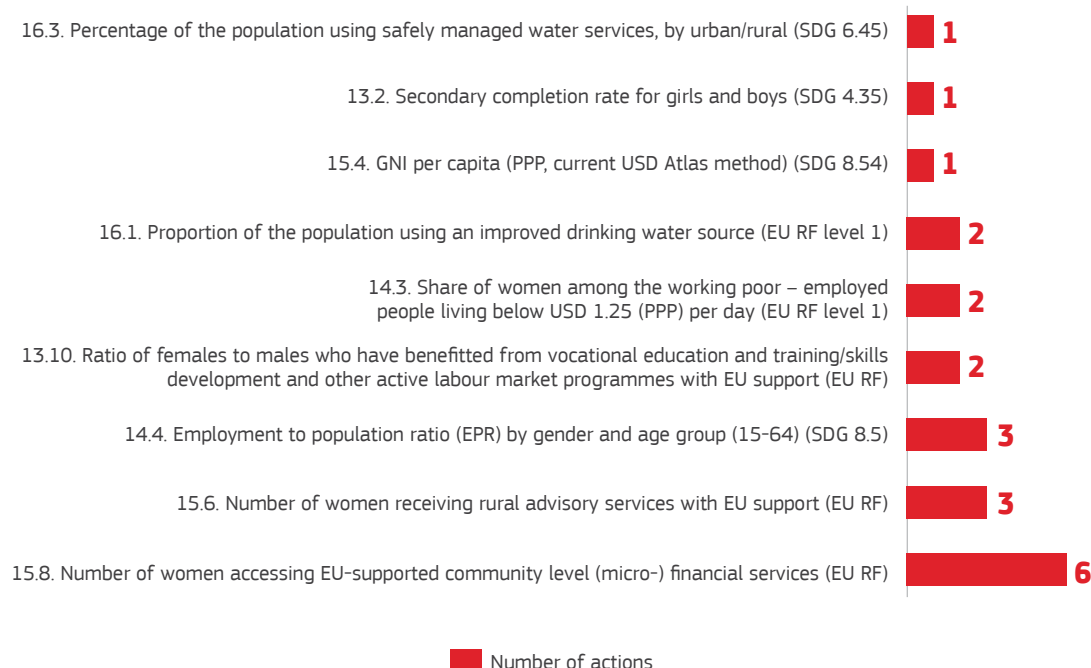 16.3. Percentage of the population using safely managed water services, by urban/rural (SDG 6.45)
1
13.2. Secondary completion rate for girls and boys (SDG 4.35)
1
15.4. GNI per capita (PPP, current USD Atlas method) (SDG 8.54)
1
16.1. Proportion of the population using an improved drinking water source (EU RF level 1)
2
14.3. Share of women among the working poor – employed
people living below USD 1.25 (PPP) per day (EU RF level 1)
2
13.10. Ratio of females to males who have benefitted from vocational education and training/skills
development and other active labour market programmes with EU support (EU RF)
2
14.4. Employment to population ratio (EPR) by gender and age group (15-64) (SDG 8.5)
3
15.6. Number of women receiving rural advisory services with EU support (EU RF)
3
15.8. Number of women accessing EU-supported community level (micro-) financial services (EU RF)
6
Number of actions